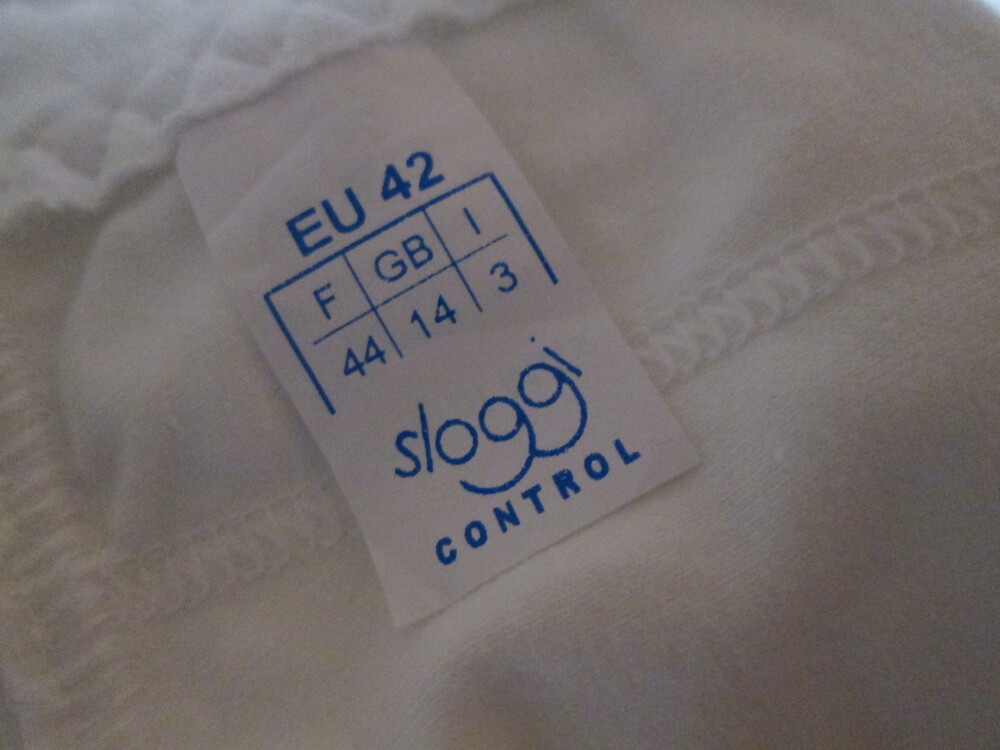 EU 42
F GB I
44 14 3
sloggi
CONTROL